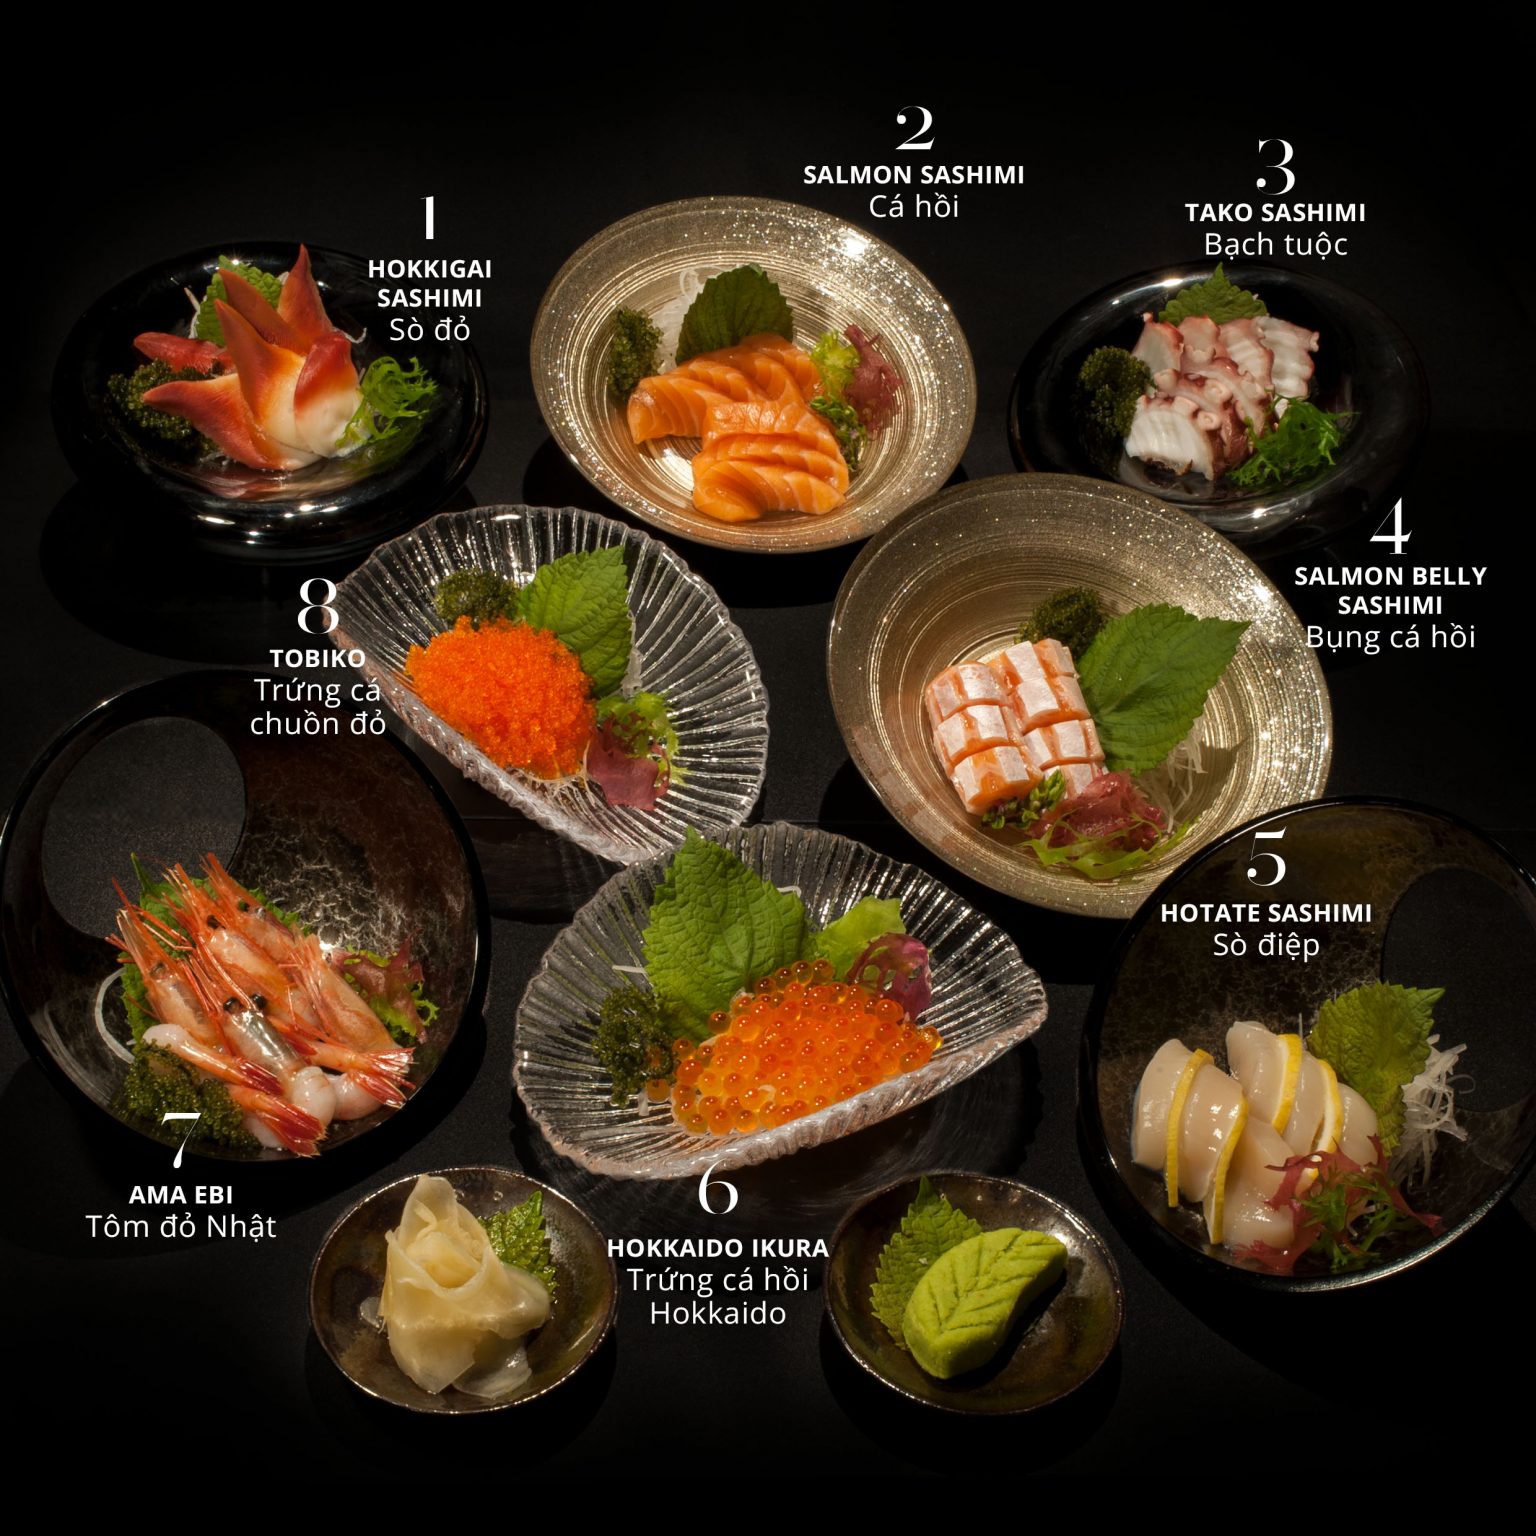 1
HOKKIGAI
SASHIMI
Sò đỏ
2
SALMON SASHIMI
Cá hồi
3
TAKO SASHIMI
Bạch tuộc
4
SALMON BELLY
SASHIMI
Bụng cá hồi
5
HOTATE SASHIMI
Sò điệp
6
HOKKAIDO IKURA
Trứng cá hồi
Hokkaido
7
AMA EBI
Tôm đỏ Nhật
8
TOBIKO
Trứng cá
chuồn đỏ